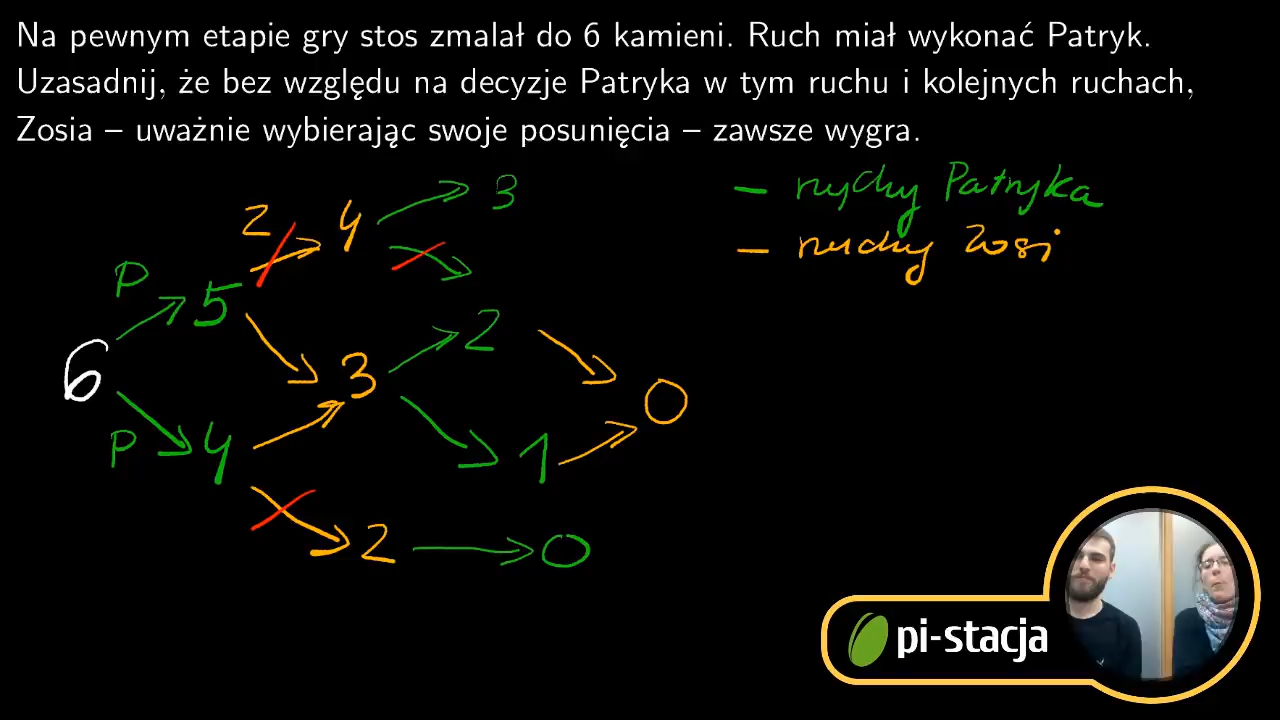 Na pewnym etapie gry stos zmalał do 6 kamieni. Ruch miał wykonać Patryk.
Uzasadnij, że bez względu na decyzje Patryka w tym ruchu i kolejnych ruchach,
Zosia – uważnie wybierając swoje posunięcia – zawsze wygra.
– ruchy Patryka
– ruchy Zosi
2 4 3
P 5
2
6 3 0
P 4 1
2 0
pi-stacja